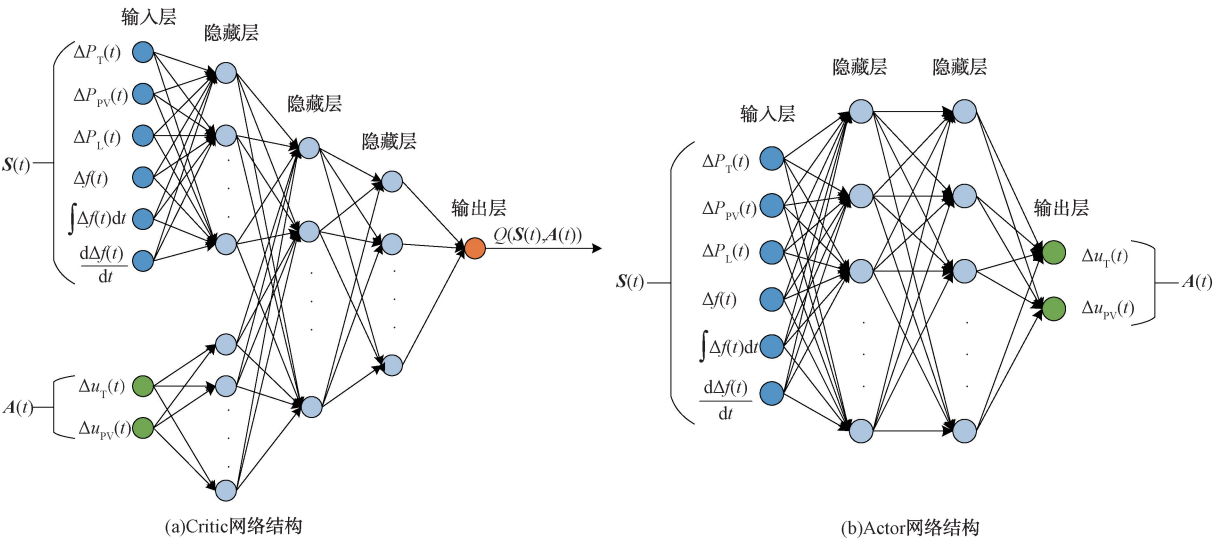 输入层
隐藏层
隐藏层
隐藏层
输出层
ΔP_T(t)
ΔP_PV(t)
ΔP_L(t)
Δf(t)
∫Δf(t)dt
dΔf(t)/dt
S(t)
Δu_T(t)
Δu_PV(t)
A(t)
Q(S(t),A(t))
(a)Critic网络结构
隐藏层
隐藏层
输入层
输出层
ΔP_T(t)
ΔP_PV(t)
ΔP_L(t)
Δf(t)
∫Δf(t)dt
dΔf(t)/dt
S(t)
Δu_T(t)
Δu_PV(t)
A(t)
(b)Actor网络结构